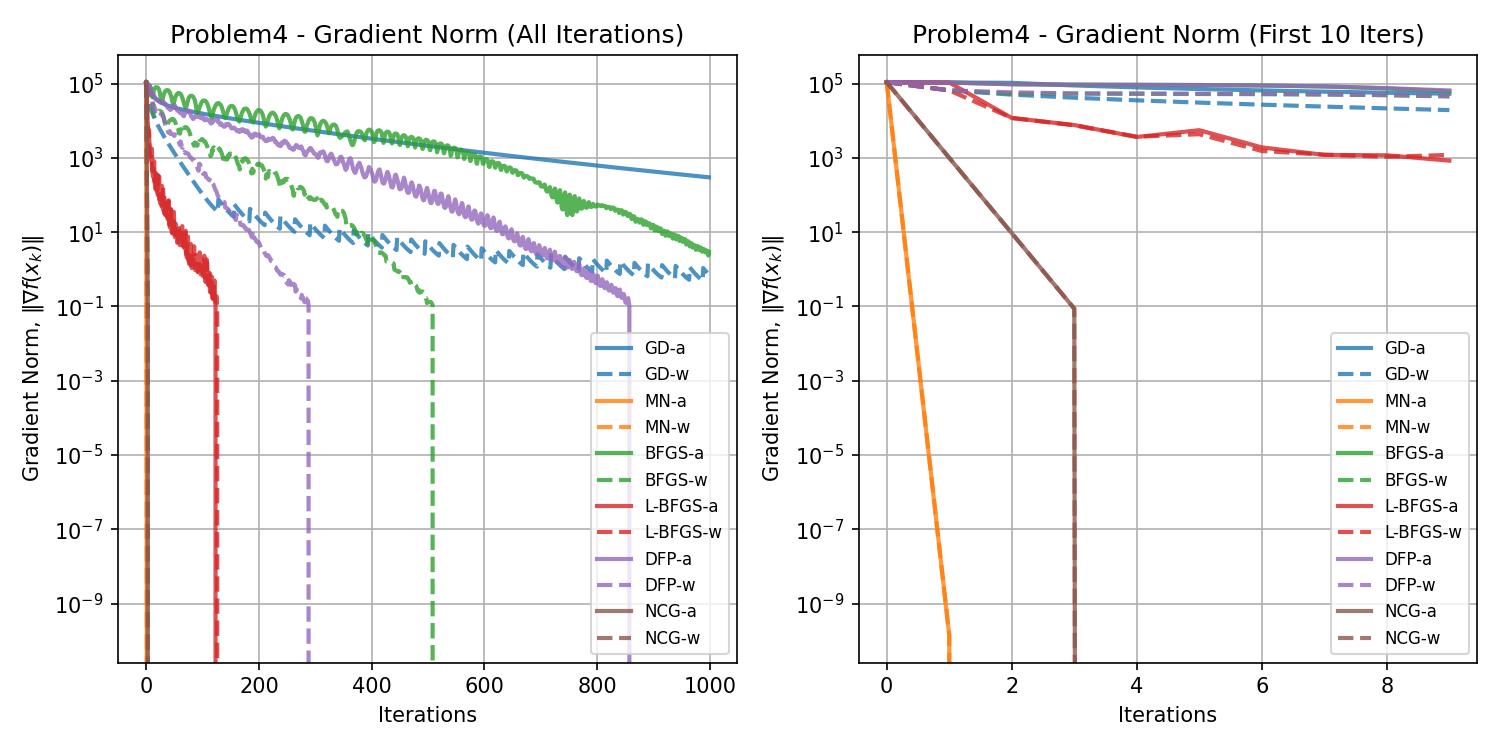 Problem4 - Gradient Norm (All Iterations)
Gradient Norm, ‖∇f(x_k)‖
10^5
10^3
10^1
10^−1
10^−3
10^−5
10^−7
10^−9
GD-a
GD-w
MN-a
MN-w
BFGS-a
BFGS-w
L-BFGS-a
L-BFGS-w
DFP-a
DFP-w
NCG-a
NCG-w
0 200 400 600 800 1000
Iterations
Problem4 - Gradient Norm (First 10 Iters)
Gradient Norm, ‖∇f(x_k)‖
10^5
10^3
10^1
10^−1
10^−3
10^−5
10^−7
10^−9
GD-a
GD-w
MN-a
MN-w
BFGS-a
BFGS-w
L-BFGS-a
L-BFGS-w
DFP-a
DFP-w
NCG-a
NCG-w
0 2 4 6 8
Iterations